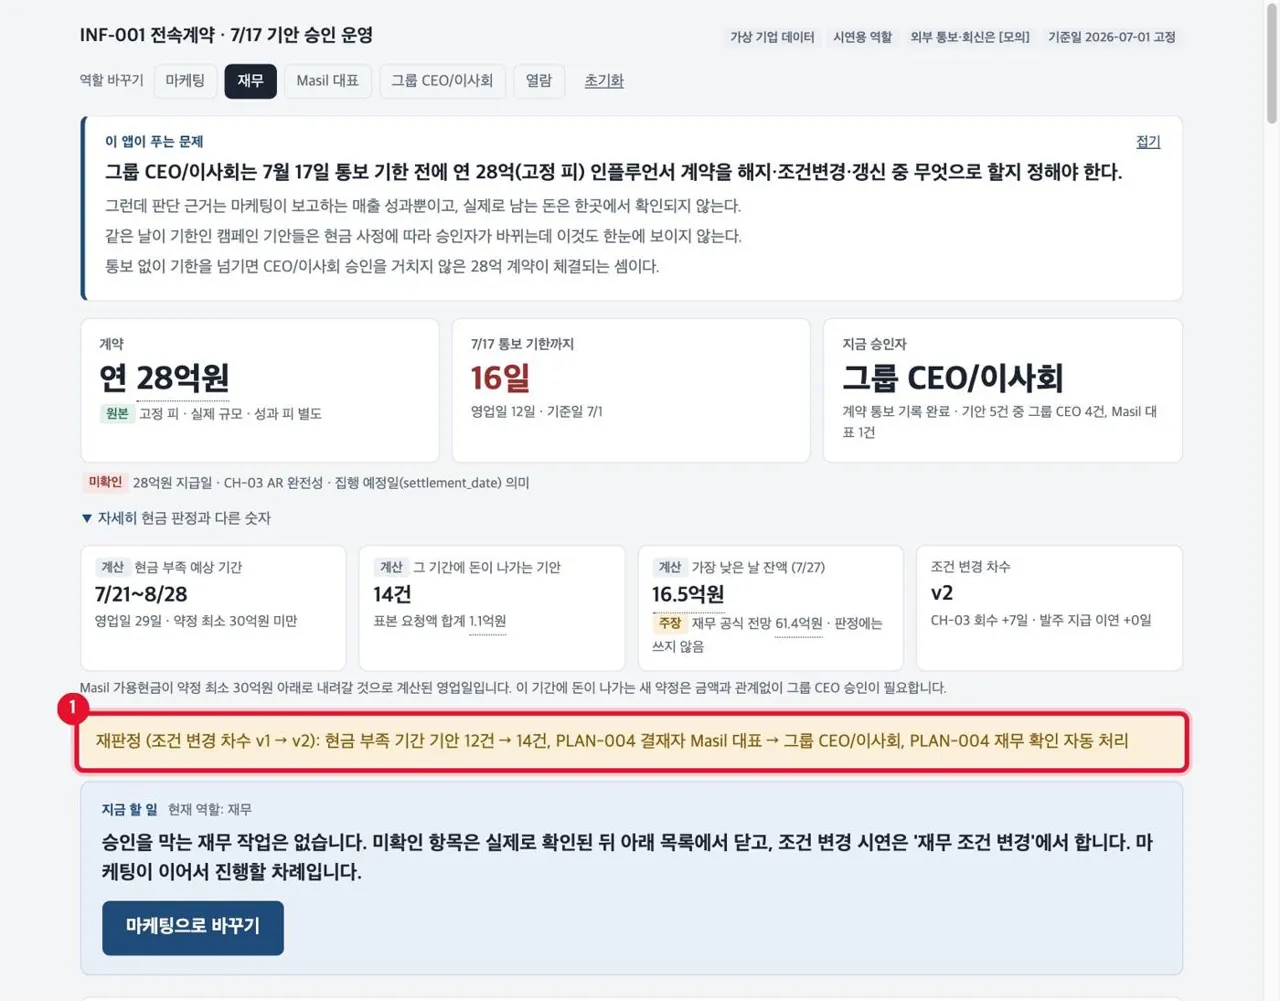 INF-001 전속계약 · 7/17 기안 승인 운영
가상 기업 데이터 시연용 역할 외부 통보·회신은 [모의] 기준일 2026-07-01 고정
역할 바꾸기 마케팅 재무 Masil 대표 그룹 CEO/이사회 열람 초기화
이 앱이 푸는 문제 접기
그룹 CEO/이사회는 7월 17일 통보 기한 전에 연 28억(고정 피) 인플루언서 계약을 해지·조건변경·갱신 중 무엇으로 할지 정해야 한다.
그런데 판단 근거는 마케팅이 보고하는 매출 성과뿐이고, 실제로 남는 돈은 한곳에서 확인되지 않는다.
같은 날이 기한인 캠페인 기안들은 현금 사정에 따라 승인자가 바뀌는데 이것도 한눈에 보이지 않는다.
통보 없이 기한을 넘기면 CEO/이사회 승인을 거치지 않은 28억 계약이 체결되는 셈이다.
계약
연 28억원
원본 고정 피 · 실제 규모 · 성과 피 별도
7/17 통보 기한까지
16일
영업일 12일 · 기준일 7/1
지금 승인자
그룹 CEO/이사회
계약 통보 기록 완료 · 기안 5건 중 그룹 CEO 4건, Masil 대
표 1건
미확인 28억원 지급일 · CH-03 AR 완전성 · 집행 예정일(settlement_date) 의미
▼ 자세히 현금 판정과 다른 숫자
계산 현금 부족 예상 기간
7/21~8/28
영업일 29일 · 약정 최소 30억원 미만
계산 그 기간에 돈이 나가는 기안
14건
표본 요청액 합계 1.1억원
계산 가장 낮은 날 잔액 (7/27)
16.5억원
주장 재무 공식 전망 61.4억원 · 판정에는
쓰지 않음
조건 변경 차수
v2
CH-03 회수 +7일 · 발주 지급 이연 +0일
Masil 가용현금이 약정 최소 30억원 아래로 내려갈 것으로 계산된 영업일입니다. 이 기간에 돈이 나가는 새 약정은 금액과 관계없이 그룹 CEO 승인이 필요합니다.
1
재판정 (조건 변경 차수 v1 → v2): 현금 부족 기간 기안 12건 → 14건, PLAN-004 결재자 Masil 대표 → 그룹 CEO/이사회, PLAN-004 재무 확인 자동 처리
지금 할 일 현재 역할: 재무
승인을 막는 재무 작업은 없습니다. 미확인 항목은 실제로 확인된 뒤 아래 목록에서 닫고, 조건 변경 시연은 '재무 조건 변경'에서 합니다. 마
케팅이 이어서 진행할 차례입니다.
마케팅으로 바꾸기